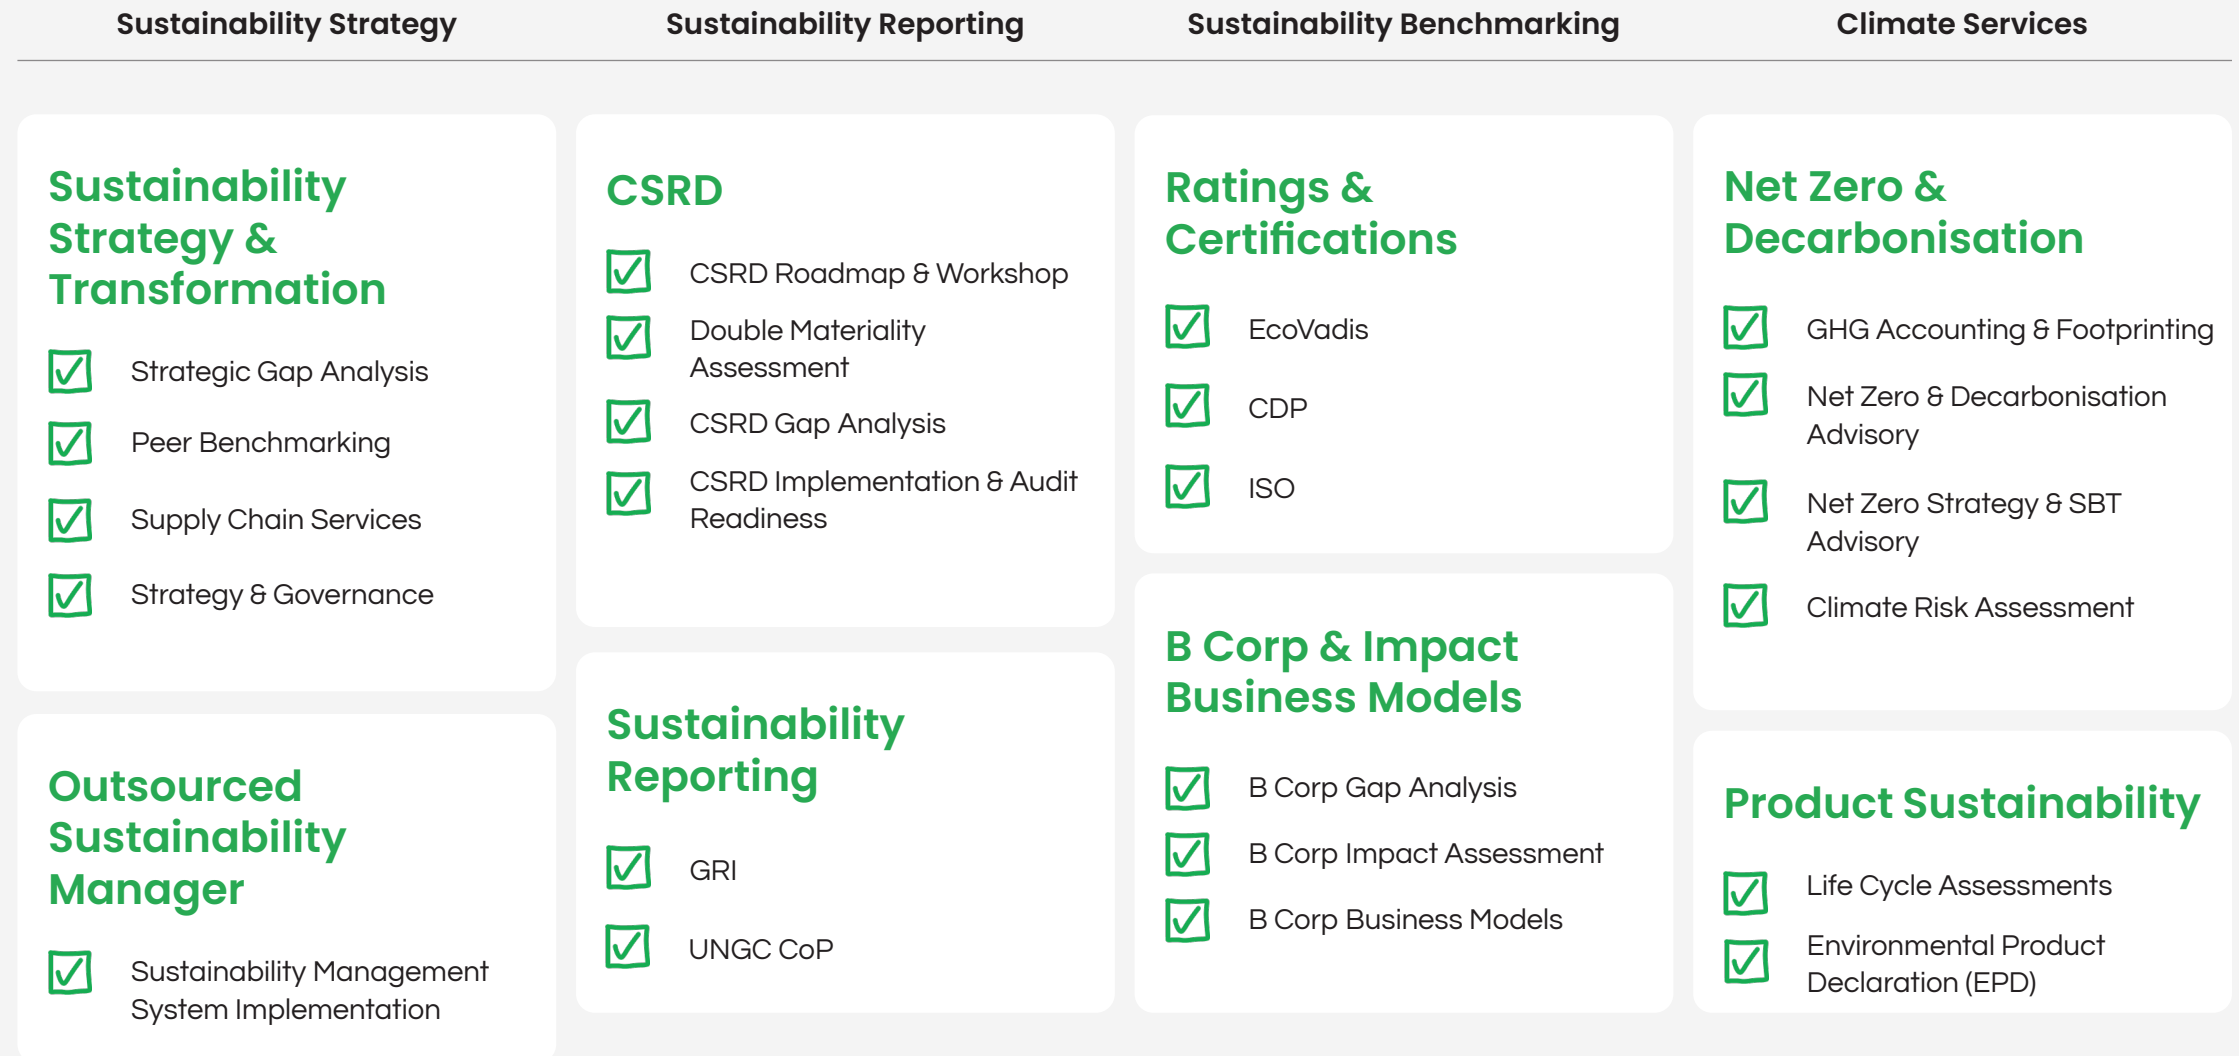 Sustainability Strategy
Sustainability Reporting
Sustainability Benchmarking
Climate Services
Sustainability
Strategy &
Transformation
Strategic Gap Analysis
Peer Benchmarking
Supply Chain Services
Strategy & Governance
Outsourced
Sustainability
Manager
Sustainability Management
System Implementation
CSRD
CSRD Roadmap & Workshop
Double Materiality
Assessment
CSRD Gap Analysis
CSRD Implementation & Audit
Readiness
Sustainability
Reporting
GRI
UNGC CoP
Ratings &
Certifications
EcoVadis
CDP
ISO
B Corp & Impact
Business Models
B Corp Gap Analysis
B Corp Impact Assessment
B Corp Business Models
Net Zero &
Decarbonisation
GHG Accounting & Footprinting
Net Zero & Decarbonisation
Advisory
Net Zero Strategy & SBT
Advisory
Climate Risk Assessment
Product Sustainability
Life Cycle Assessments
Environmental Product
Declaration (EPD)